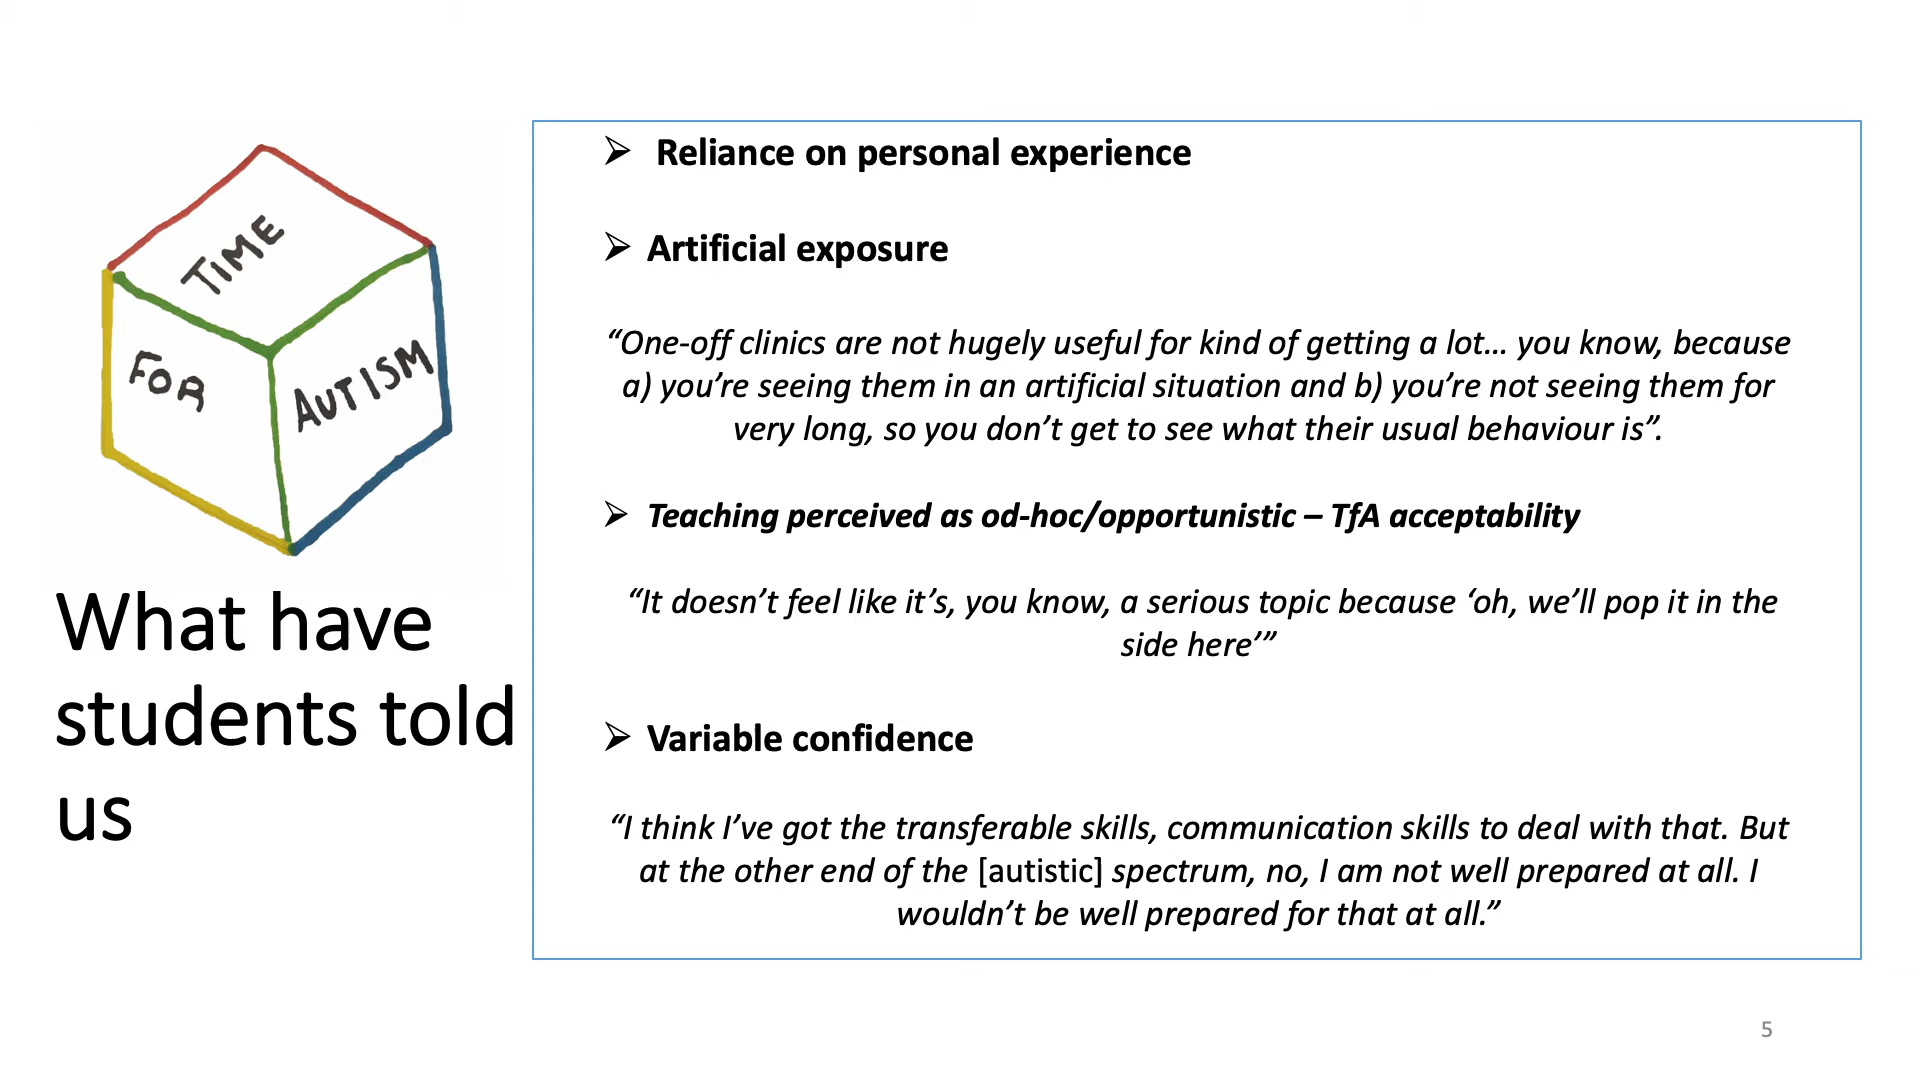 TIME
FOR
AUTISM
What have
students told
us
➢ Reliance on personal experience
➢ Artificial exposure
“One-off clinics are not hugely useful for kind of getting a lot… you know, because
a) you’re seeing them in an artificial situation and b) you’re not seeing them for
very long, so you don’t get to see what their usual behaviour is”.
➢ Teaching perceived as od-hoc/opportunistic – TfA acceptability
“It doesn’t feel like it’s, you know, a serious topic because ‘oh, we’ll pop it in the
side here’”
➢ Variable confidence
“I think I’ve got the transferable skills, communication skills to deal with that. But
at the other end of the [autistic] spectrum, no, I am not well prepared at all. I
wouldn’t be well prepared for that at all.”
5